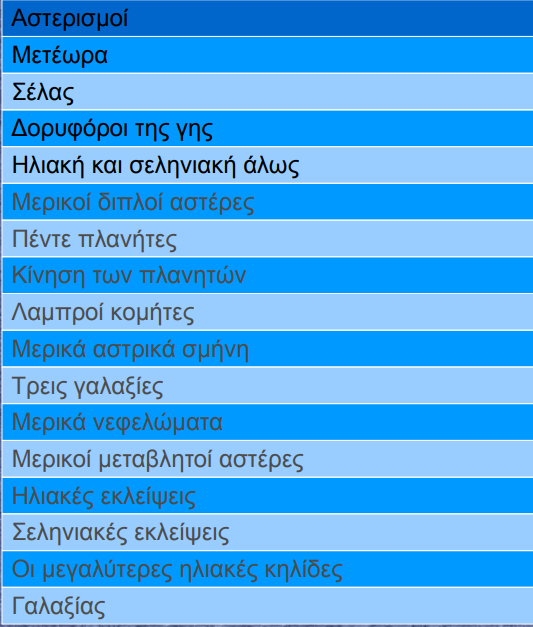 Αστερισμοί
Μετέωρα
Σέλας
Δορυφόροι της γης
Ηλιακή και σεληνιακή άλως
Μερικοί διπλοί αστέρες
Πέντε πλανήτες
Κίνηση των πλανητών
Λαμπροί κομήτες
Μερικά αστρικά σμήνη
Τρεις γαλαξίες
Μερικά νεφελώματα
Μερικοί μεταβλητοί αστέρες
Ηλιακές εκλείψεις
Σεληνιακές εκλείψεις
Οι μεγαλύτερες ηλιακές κηλίδες
Γαλαξίας